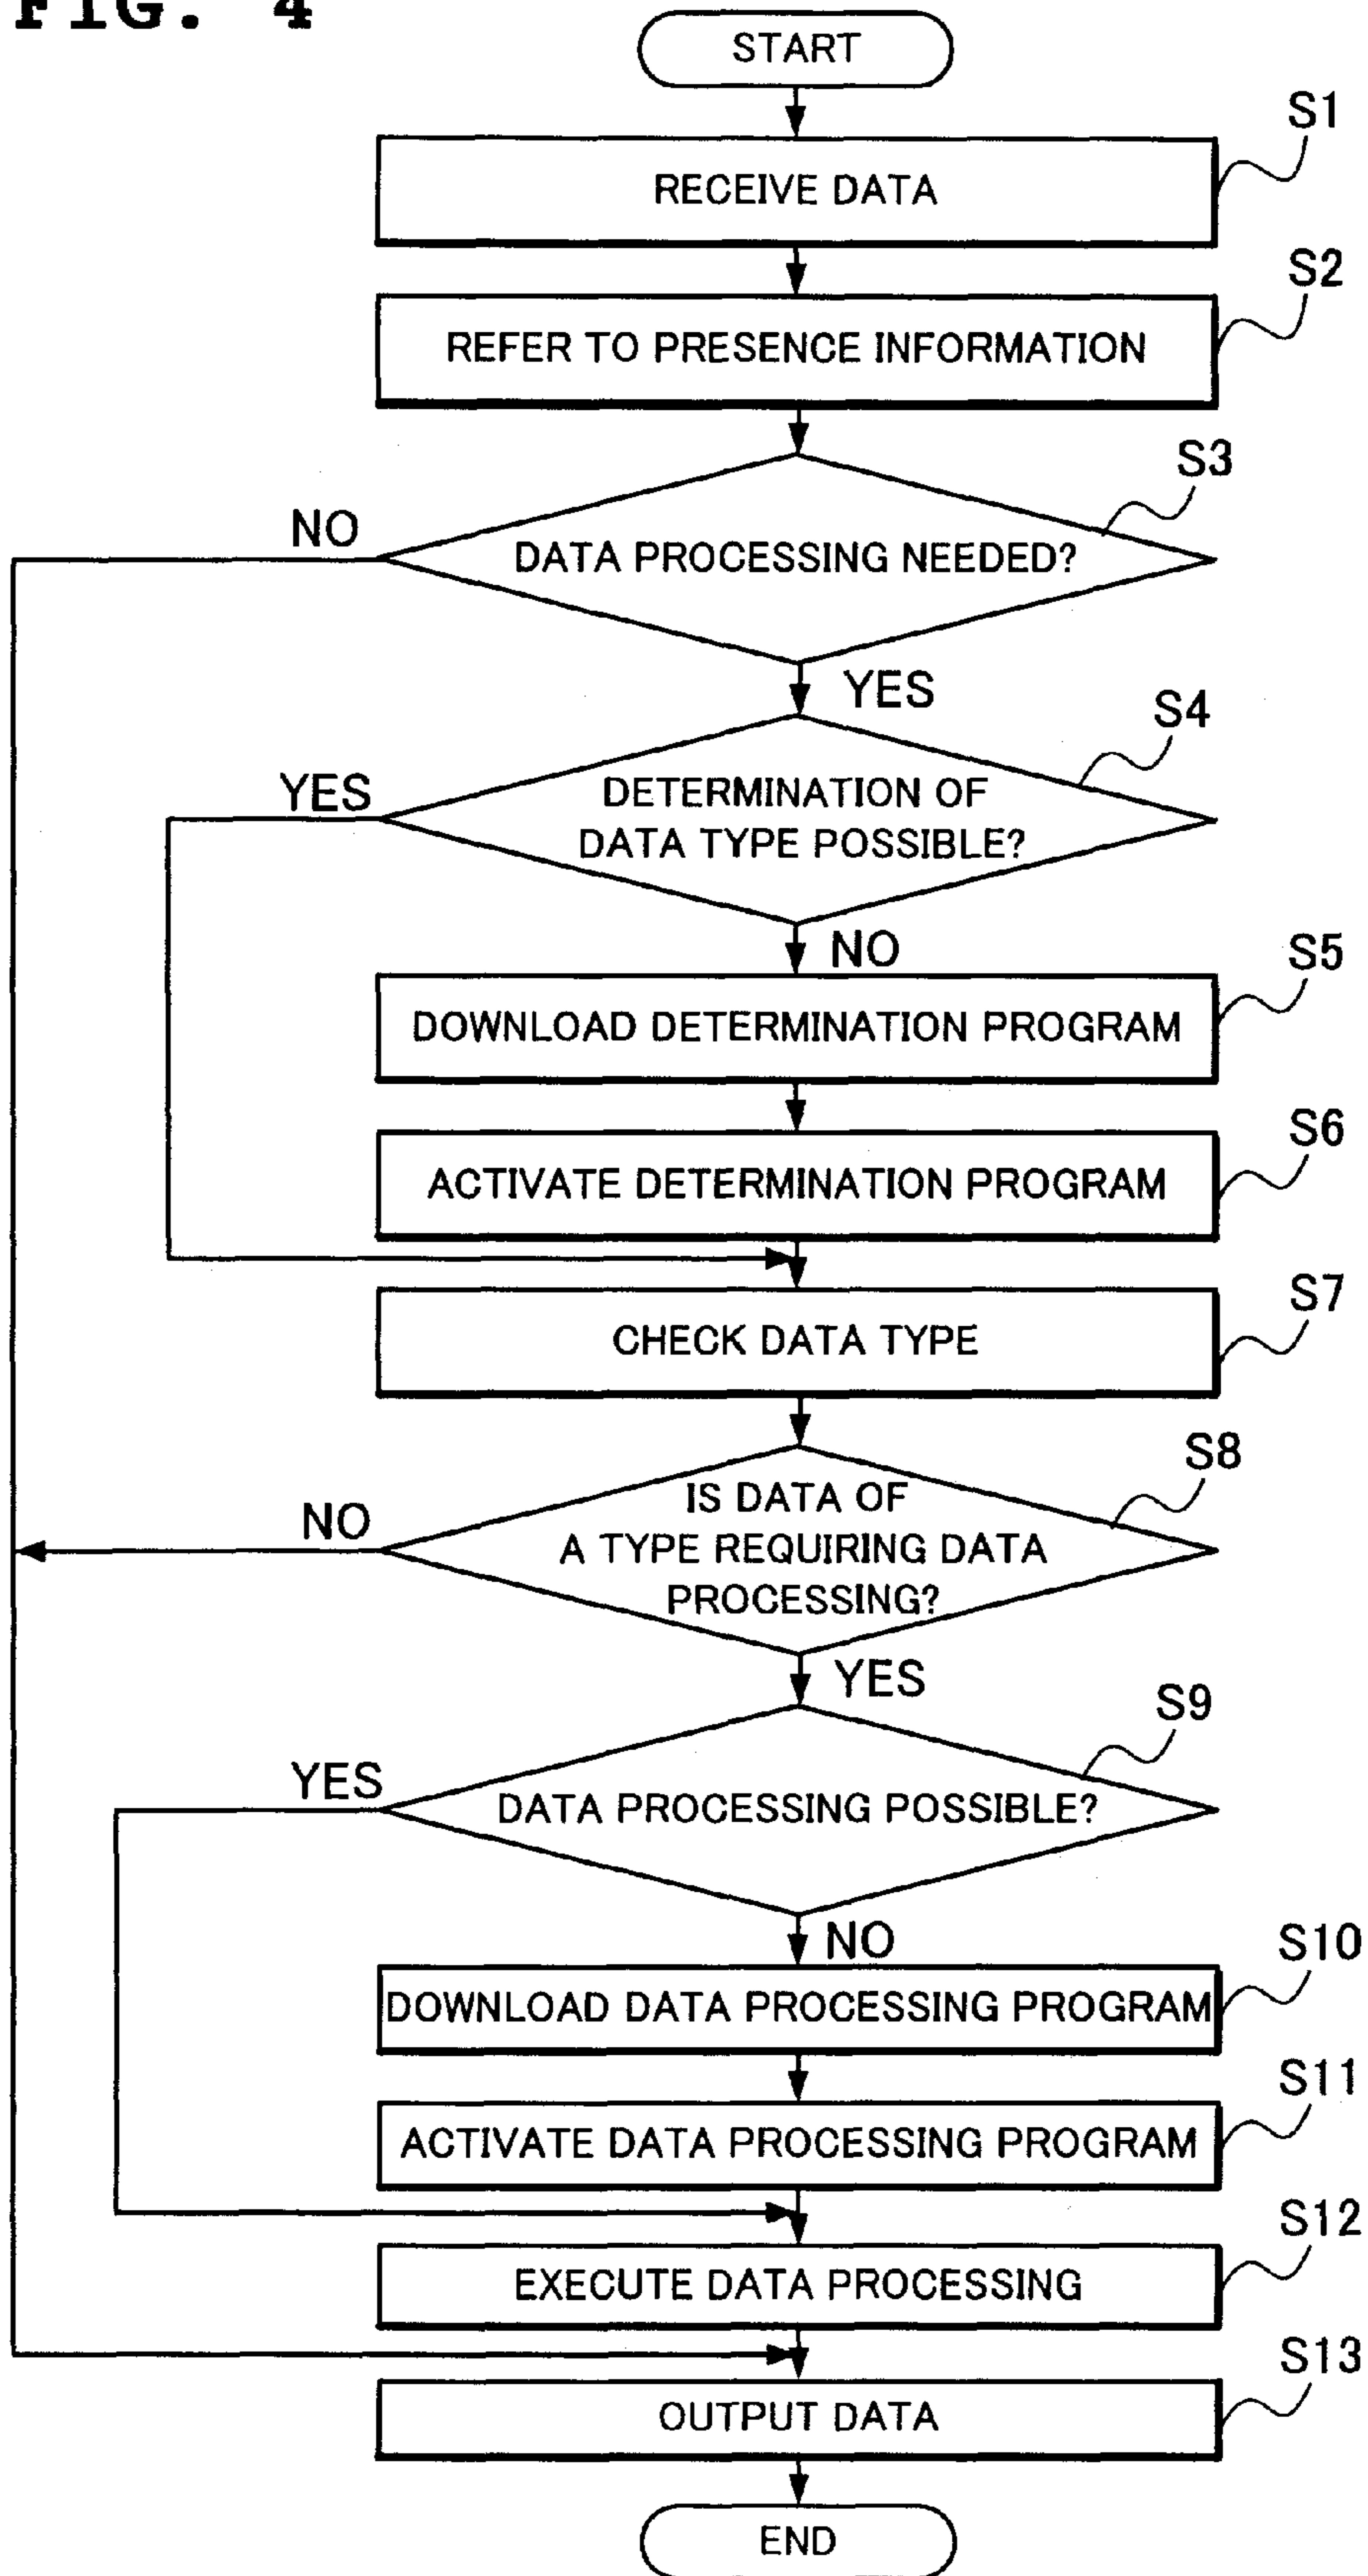 FIG. 4
START
S1
RECEIVE DATA
S2
REFER TO PRESENCE INFORMATION
S3
NO
DATA PROCESSING NEEDED?
YES
S4
YES
DETERMINATION OF
DATA TYPE POSSIBLE?
NO
S5
DOWNLOAD DETERMINATION PROGRAM
S6
ACTIVATE DETERMINATION PROGRAM
S7
CHECK DATA TYPE
S8
NO
IS DATA OF
A TYPE REQUIRING DATA
PROCESSING?
YES
S9
YES
DATA PROCESSING POSSIBLE?
NO
S10
DOWNLOAD DATA PROCESSING PROGRAM
S11
ACTIVATE DATA PROCESSING PROGRAM
S12
EXECUTE DATA PROCESSING
S13
OUTPUT DATA
END